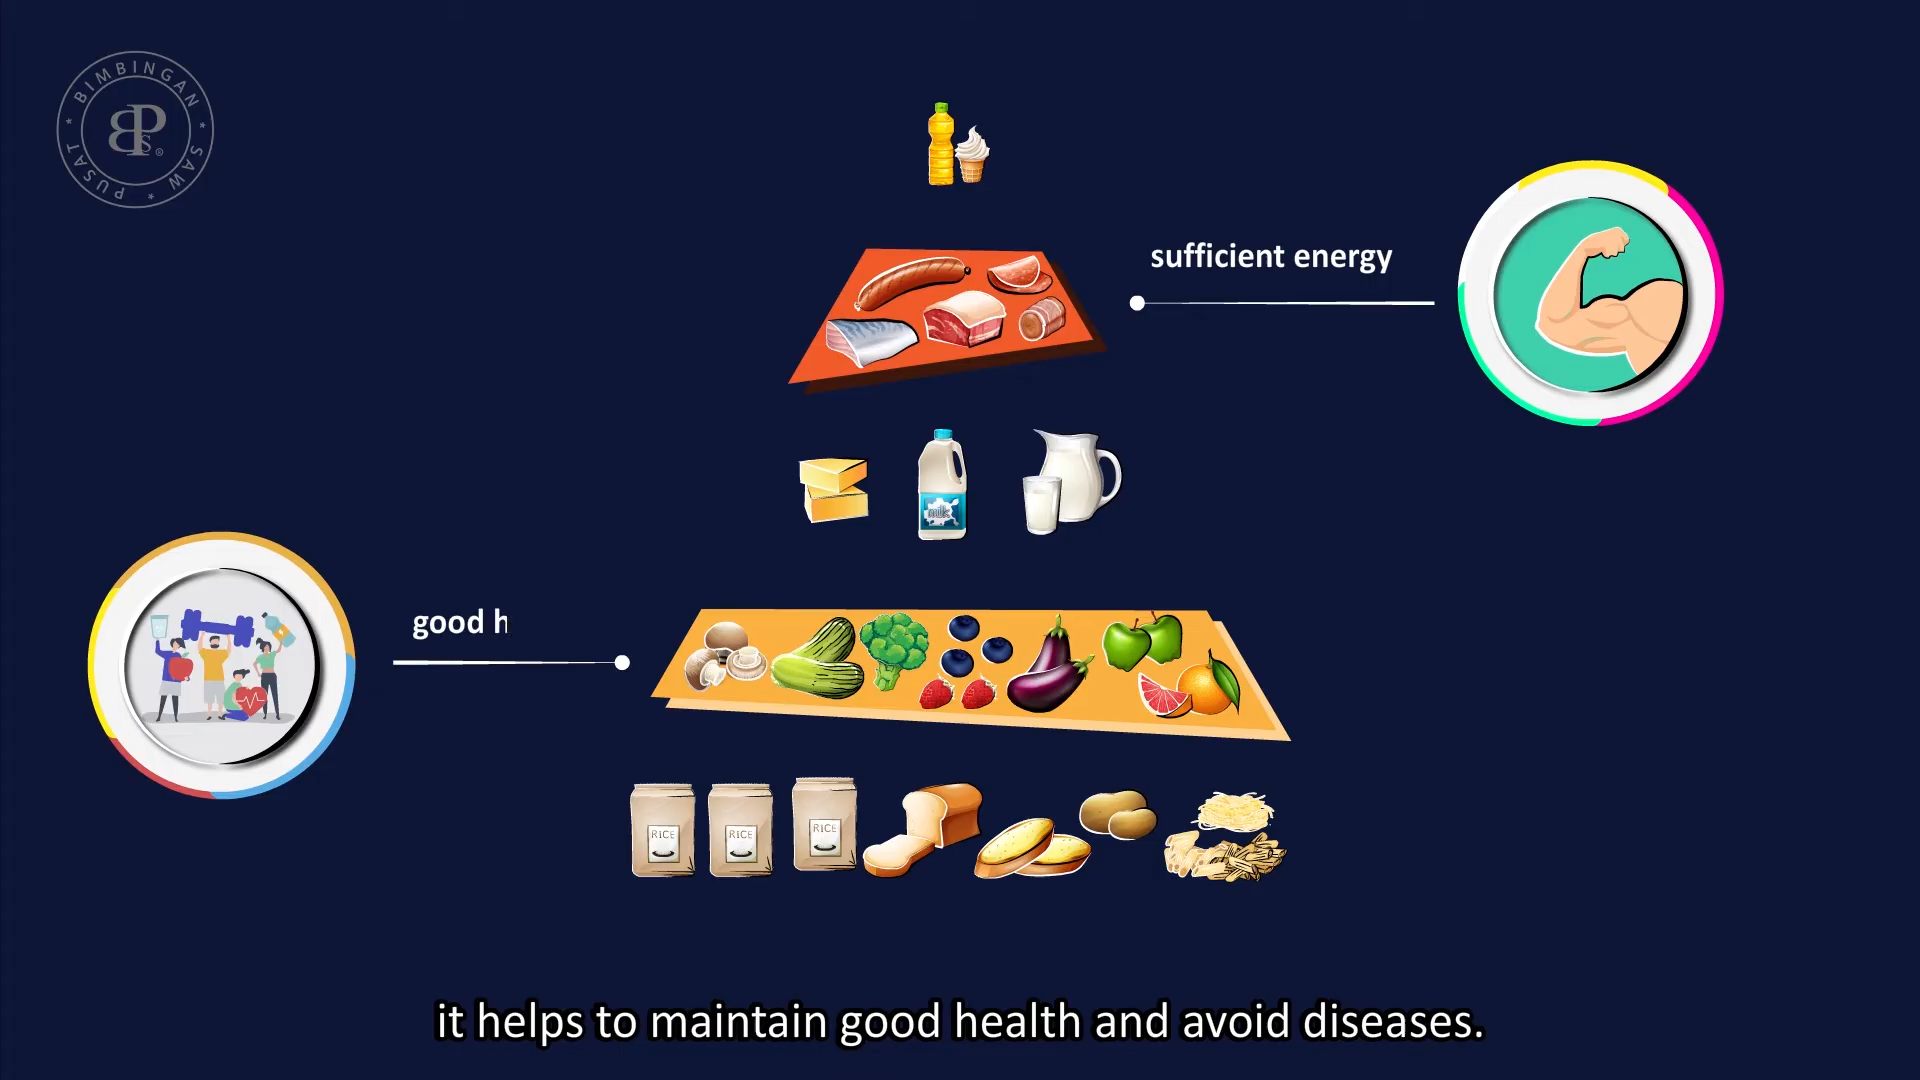 PUSAT * BIMBINGAN * SAW *
BPS ®
sufficient energy
milk
good h
RICE
RICE
RICE
it helps to maintain good health and avoid diseases.